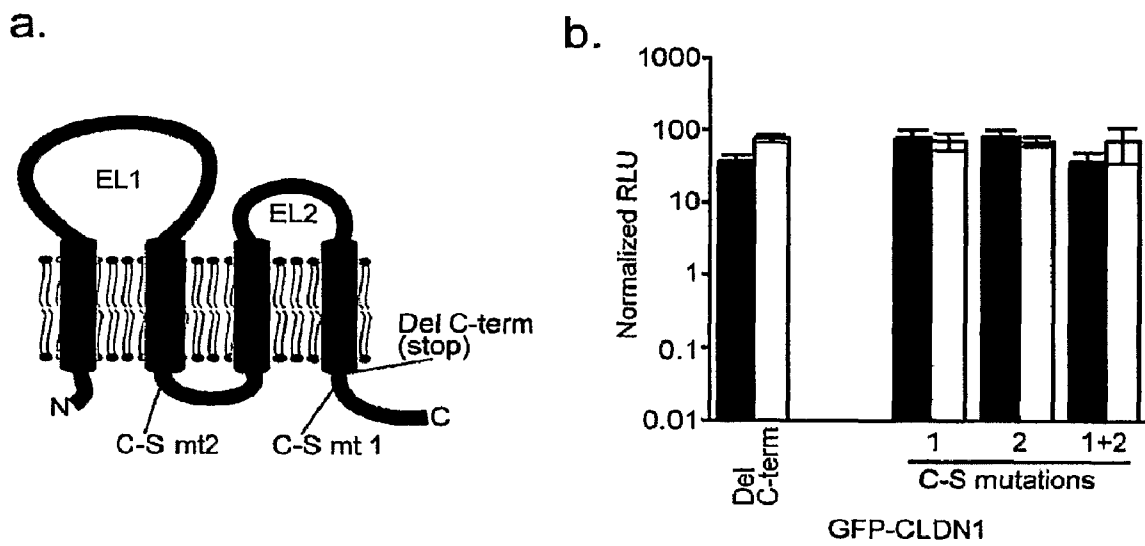 a.
EL1
EL2
Del C-term
(stop)
N
C
C-S mt2
C-S mt 1
b.
Normalized RLU
1000
100
10
1
0.1
0.01
Del
C-term
1
2
1+2
C-S mutations
GFP-CLDN1